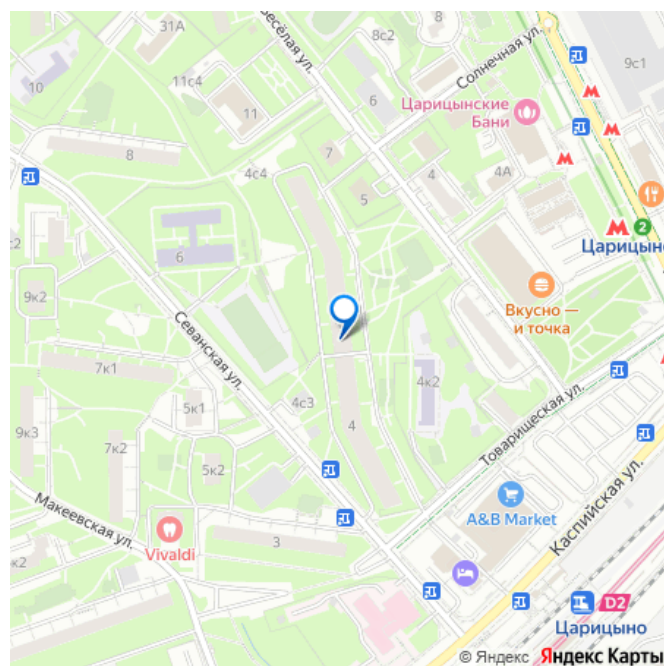 31А
8с2
8
Весёлая ул.
Солнечная ул.
9с1
10
11с4
11
6
Царицынские
Бани
8
7
4с4
5
4
4А
с2
6
2
Царицыно
9к2
Севанская ул.
Вкусно —
и точка
7к1
4к2
5к1
4с3
4
9к3
7к2
5к2
Товарищеская ул.
Макеевская ул.
A&B Market
Каспийская ул.
Vivaldi
3
к2
D2
Царицыно
© Яндекс Яндекс Карты